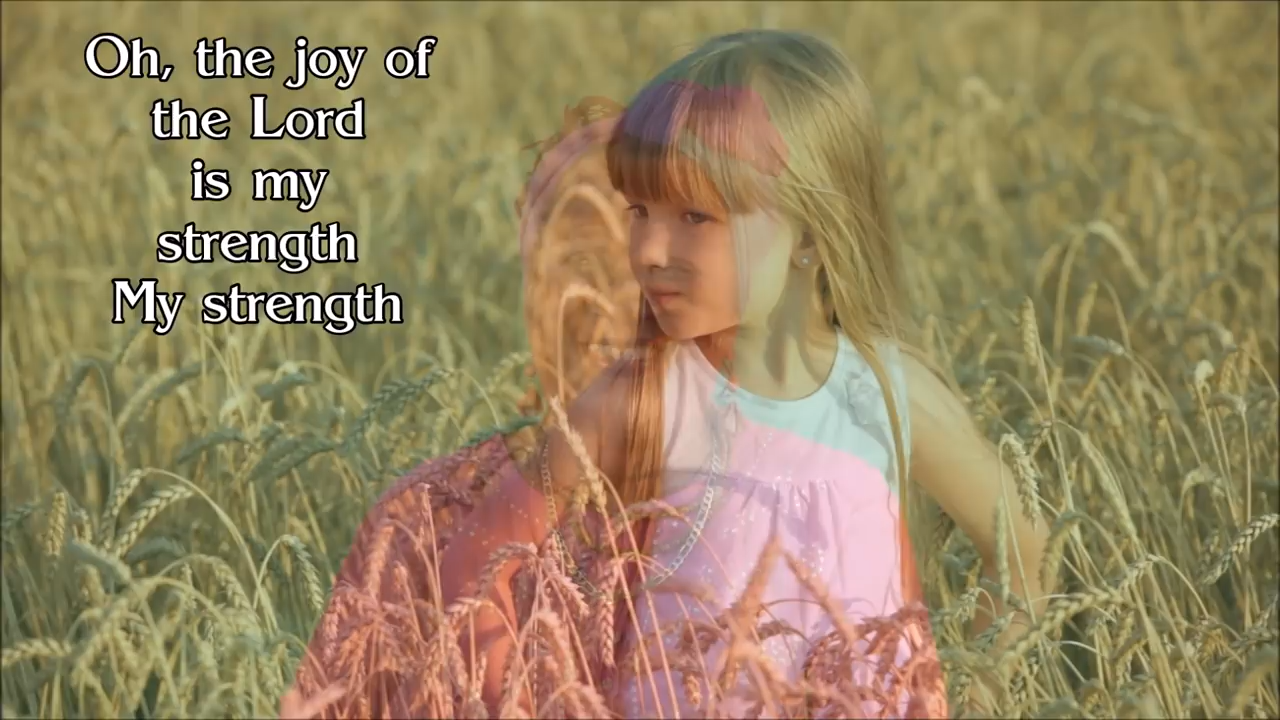 Oh, the joy of
the Lord
is my
strength
My strength